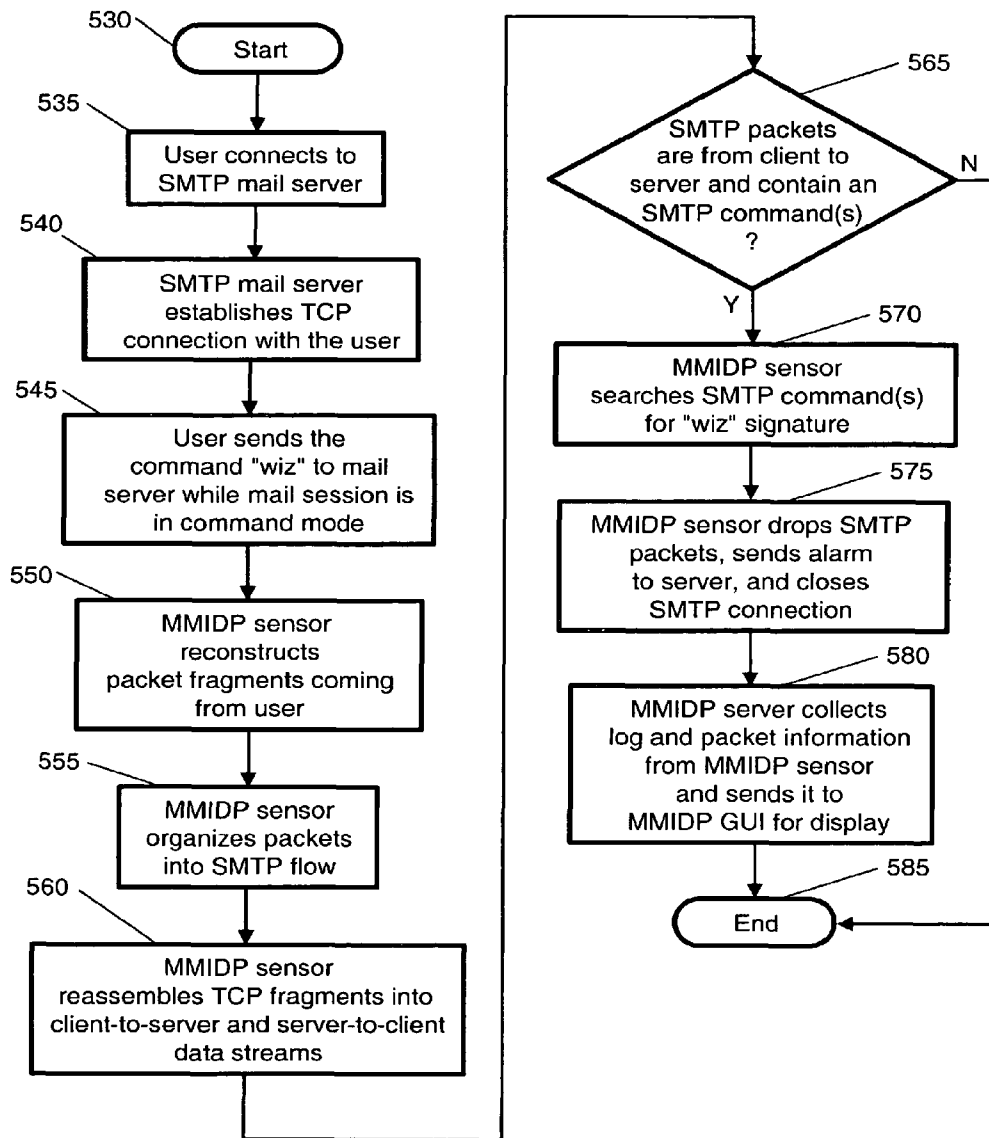 530
Start
535
User connects to
SMTP mail server
540
SMTP mail server
establishes TCP
connection with the user
545
User sends the
command "wiz" to mail
server while mail session is
in command mode
550
MMIDP sensor
reconstructs
packet fragments coming
from user
555
MMIDP sensor
organizes packets
into SMTP flow
560
MMIDP sensor
reassembles TCP fragments into
client-to-server and server-to-client
data streams
565
SMTP packets
are from client to
server and contain an
SMTP command(s)
?
N
Y
570
MMIDP sensor
searches SMTP command(s)
for "wiz" signature
575
MMIDP sensor drops SMTP
packets, sends alarm
to server, and closes
SMTP connection
580
MMIDP server collects
log and packet information
from MMIDP sensor
and sends it to
MMIDP GUI for display
585
End